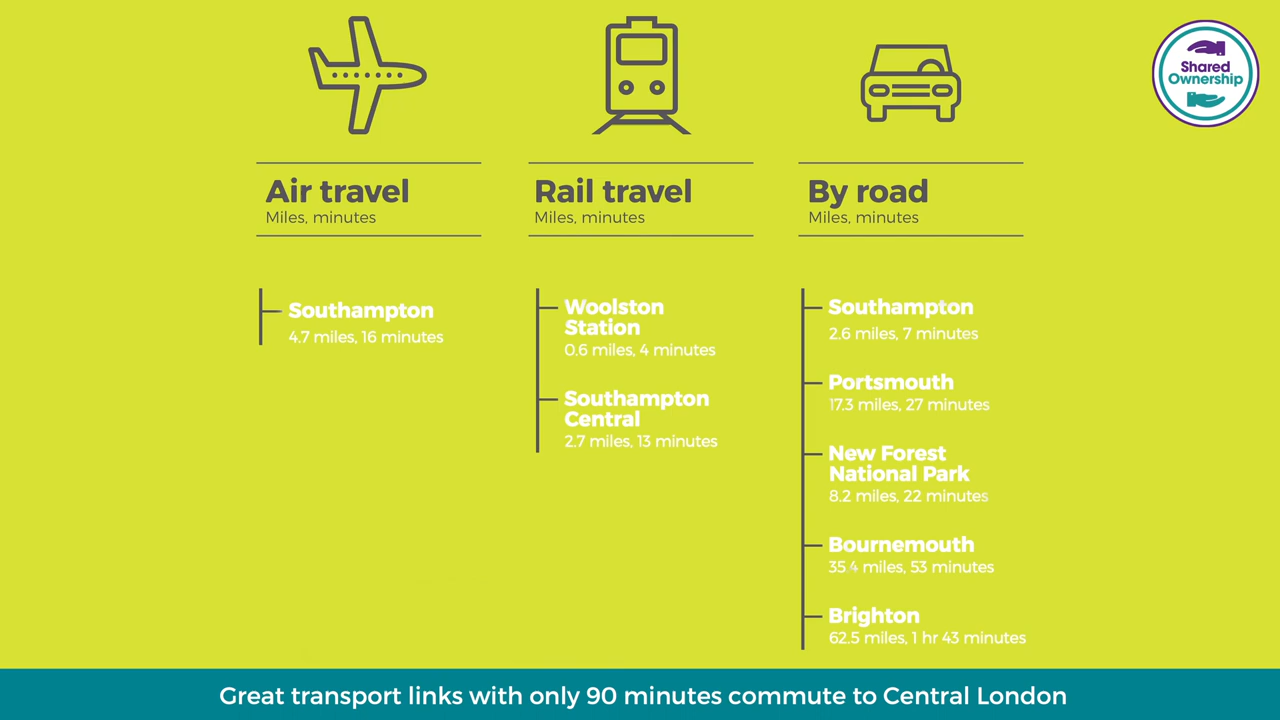 Shared
Ownership
Air travel
Miles, minutes
Southampton
4.7 miles, 16 minutes
Rail travel
Miles, minutes
Woolston
Station
0.6 miles, 4 minutes
Southampton
Central
2.7 miles, 13 minutes
By road
Miles, minutes
Southampton
2.6 miles, 7 minutes
Portsmouth
17.3 miles, 27 minutes
New Forest
National Park
8.2 miles, 22 minutes
Bournemouth
35.4 miles, 53 minutes
Brighton
62.5 miles, 1 hr 43 minutes
Great transport links with only 90 minutes commute to Central London